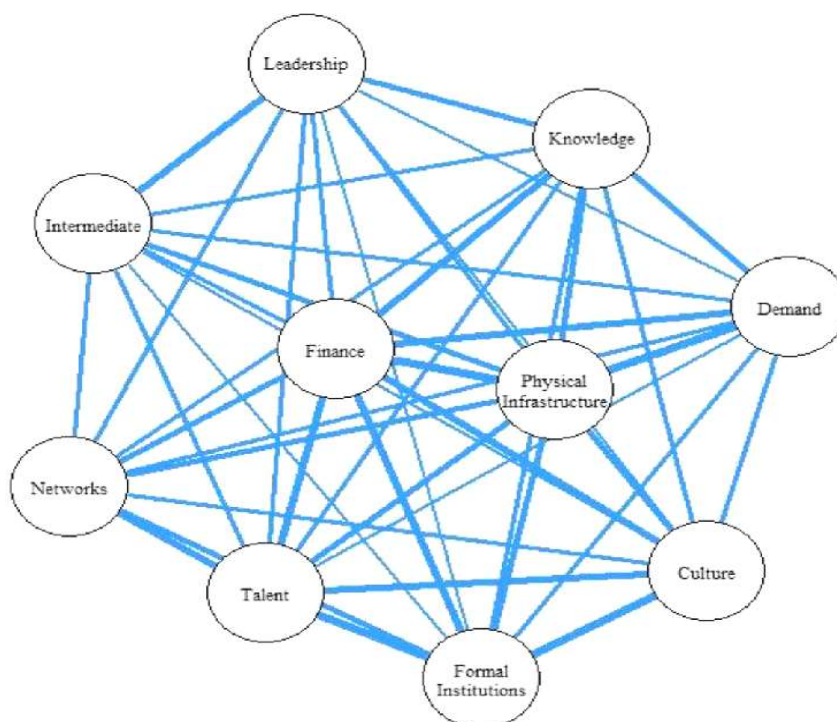 Leadership
Knowledge
Intermediate
Demand
Finance
Physical
Infrastructure
Networks
Culture
Talent
Formal
Institutions